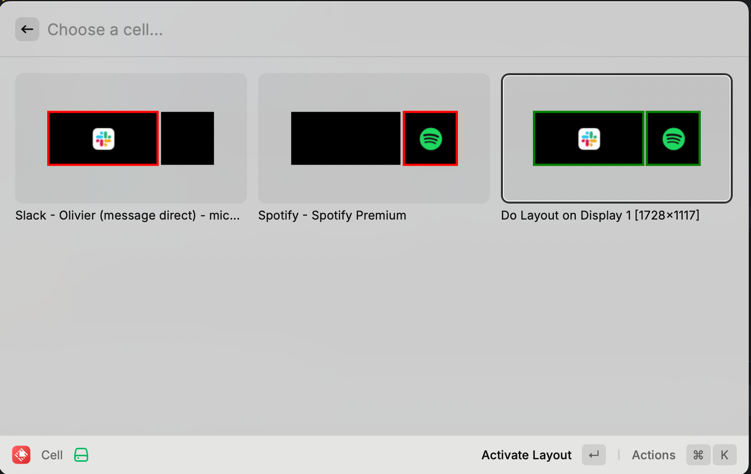 Choose a cell...
Slack - Olivier (message direct) - mic...
Spotify - Spotify Premium
Do Layout on Display 1 [1728×1117]
Cell
Activate Layout
Actions
⌘
K